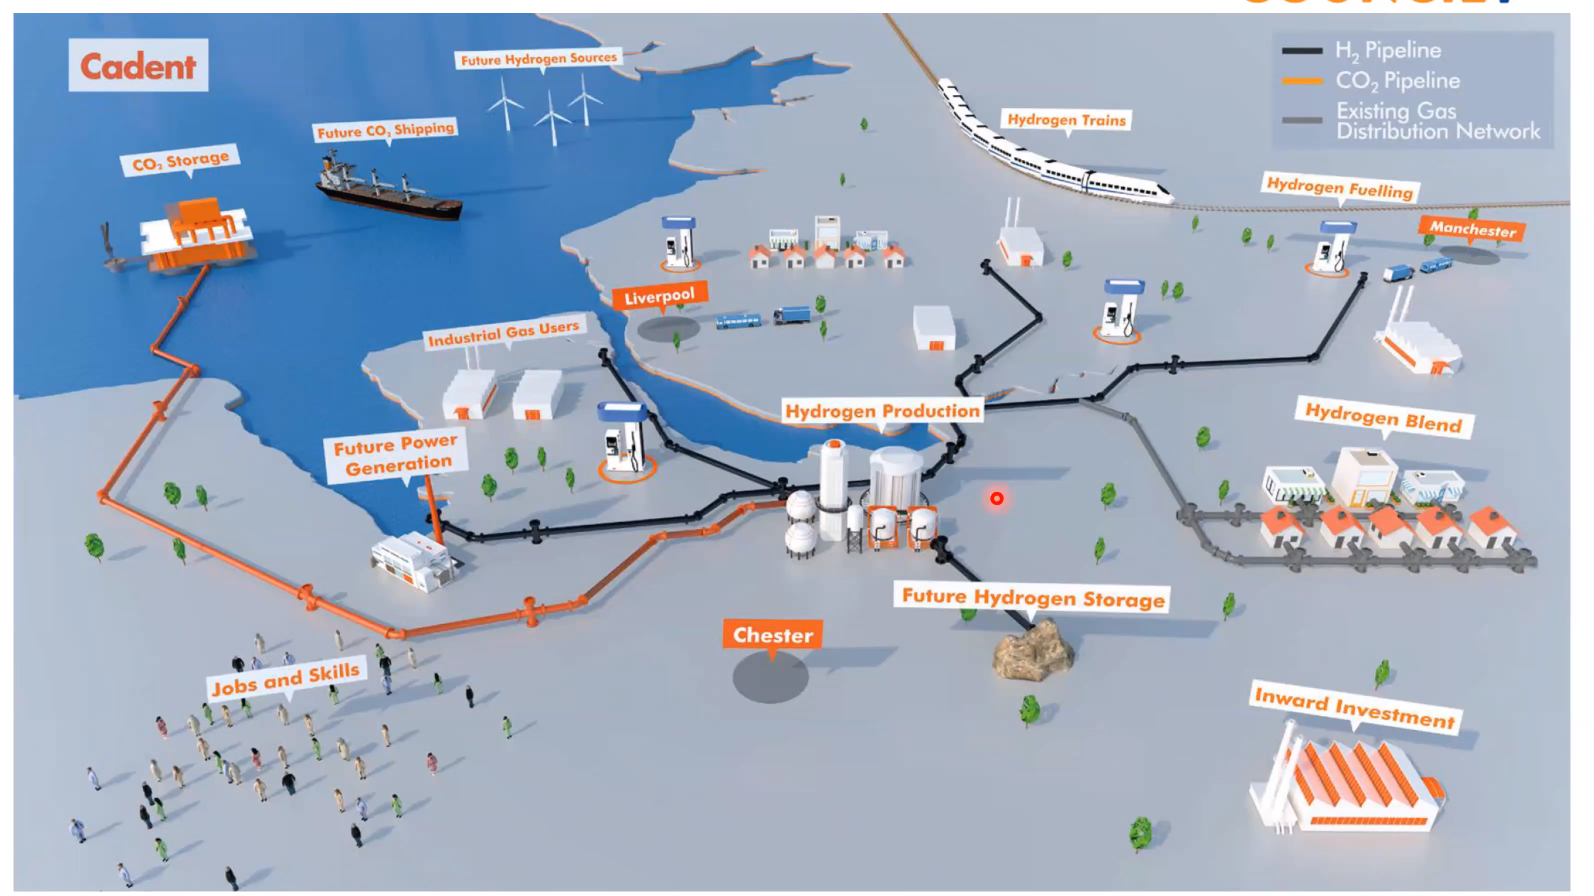 Cadent
Future Hydrogen Sources
H₂ Pipeline
CO₂ Pipeline
Existing Gas
Distribution Network
Future CO₂ Shipping
Hydrogen Trains
CO₂ Storage
Hydrogen Fuelling
Manchester
Liverpool
Industrial Gas Users
Hydrogen Production
Hydrogen Blend
Future Power
Generation
Future Hydrogen Storage
Chester
Jobs and Skills
Inward Investment